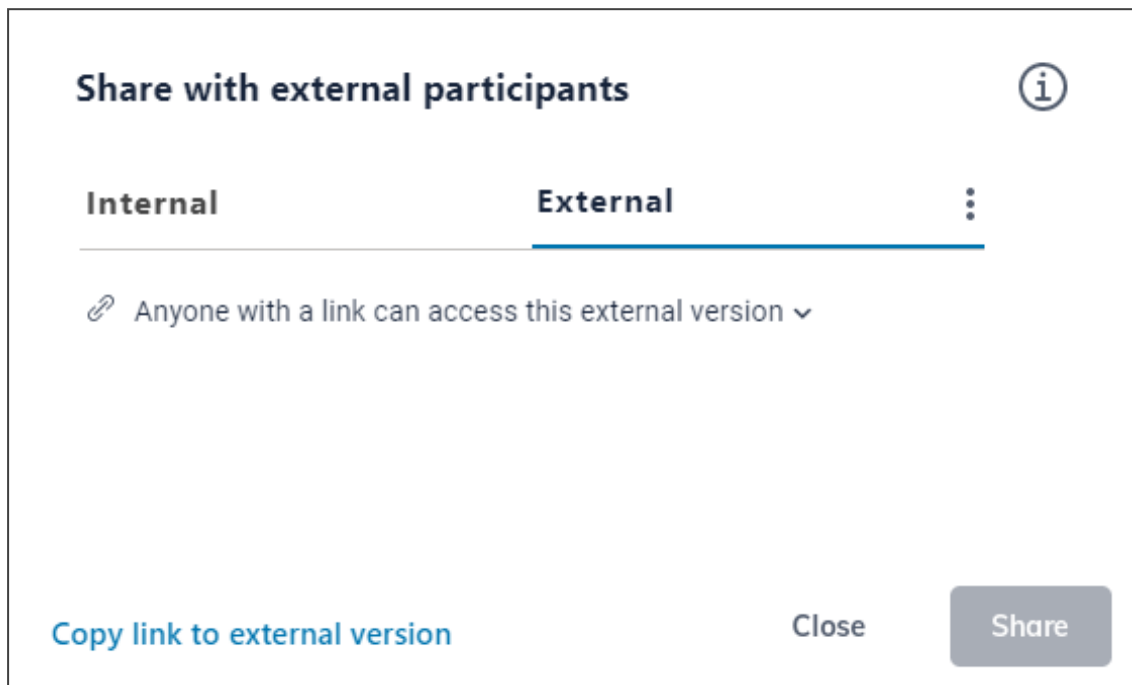 Share with external participants
Internal External
Anyone with a link can access this external version
Copy link to external version Close Share